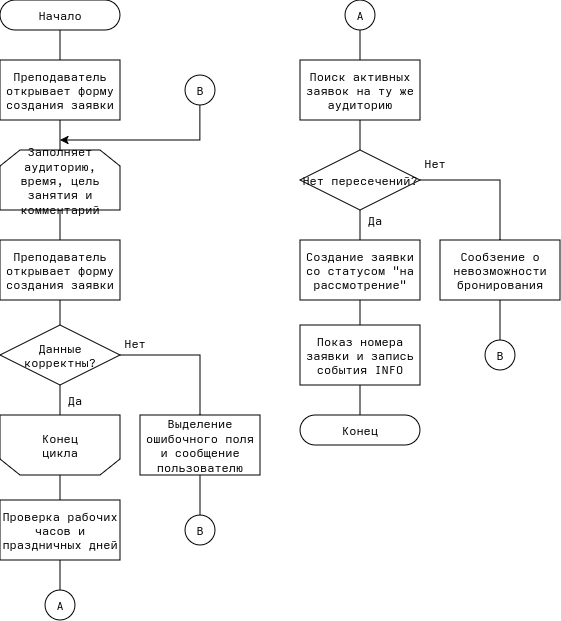 Начало
Преподаватель
открывает форму
создания заявки
В
Заполняет
аудиторию,
время, цель
занятия и
комментарий
Преподаватель
открывает форму
создания заявки
Данные
корректны?
Нет
Да
Выделение
ошибочного поля
и сообщение
пользователю
В
Конец
цикла
Проверка рабочих
часов и
праздничных дней
А
А
Поиск активных
заявок на ту же
аудиторию
Нет пересечений?
Нет
Да
Создание заявки
со статусом "на
рассмотрение"
Сообзение о
невозможности
бронирования
В
Показ номера
заявки и запись
события INFO
Конец